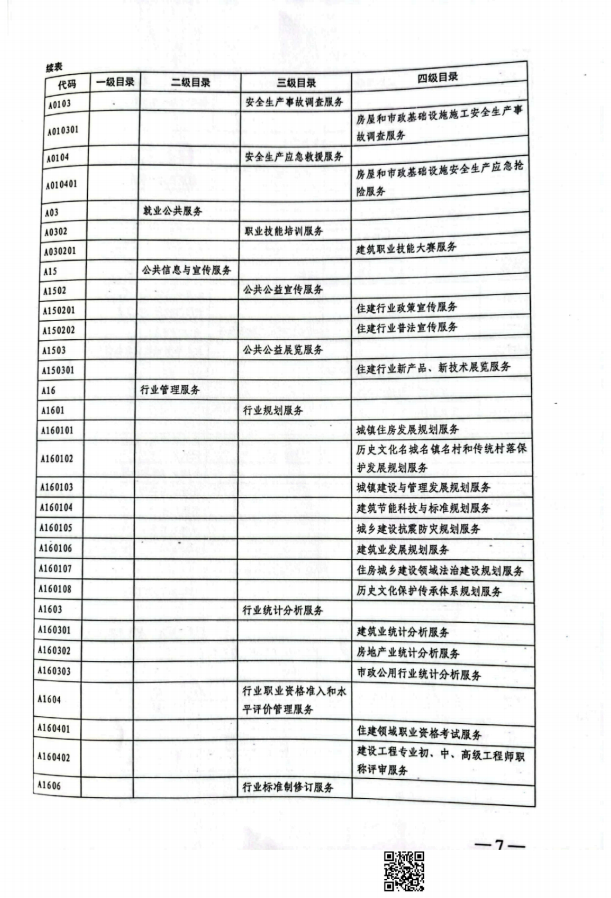 续表
代码 一级目录 二级目录 三级目录 四级目录
A0103 安全生产事故调查服务
A010301 房屋和市政基础设施施工安全生产事
故调查服务
A0104 安全生产应急救援服务
A010401 房屋和市政基础设施安全生产应急抢
险服务
A03 就业公共服务
A0302 职业技能培训服务
A030201 建筑职业技能大赛服务
A15 公共信息与宣传服务
A1502 公共公益宣传服务
A150201 住建行业政策宣传服务
A150202 住建行业普法宣传服务
A1503 公共公益展览服务
A150301 住建行业新产品、新技术展览服务
A16 行业管理服务
A1601 行业规划服务
A160101 城镇住房发展规划服务
A160102 历史文化名城名镇名村和传统村落保
护发展规划服务
A160103 城镇建设与管理发展规划服务
A160104 建筑节能科技与标准规划服务
A160105 城乡建设抗震防灾规划服务
A160106 建筑业发展规划服务
A160107 住房城乡建设领域法治建设规划服务
A160108 历史文化保护传承体系规划服务
A1603 行业统计分析服务
A160301 建筑业统计分析服务
A160302 房地产业统计分析服务
A160303 市政公用行业统计分析服务
A1604 行业职业资格准入和水
平评价管理服务
A160401 住建领域职业资格考试服务
A160402 建设工程专业初、中、高级工程师职
称评审服务
A1606 行业标准制修订服务
—7—